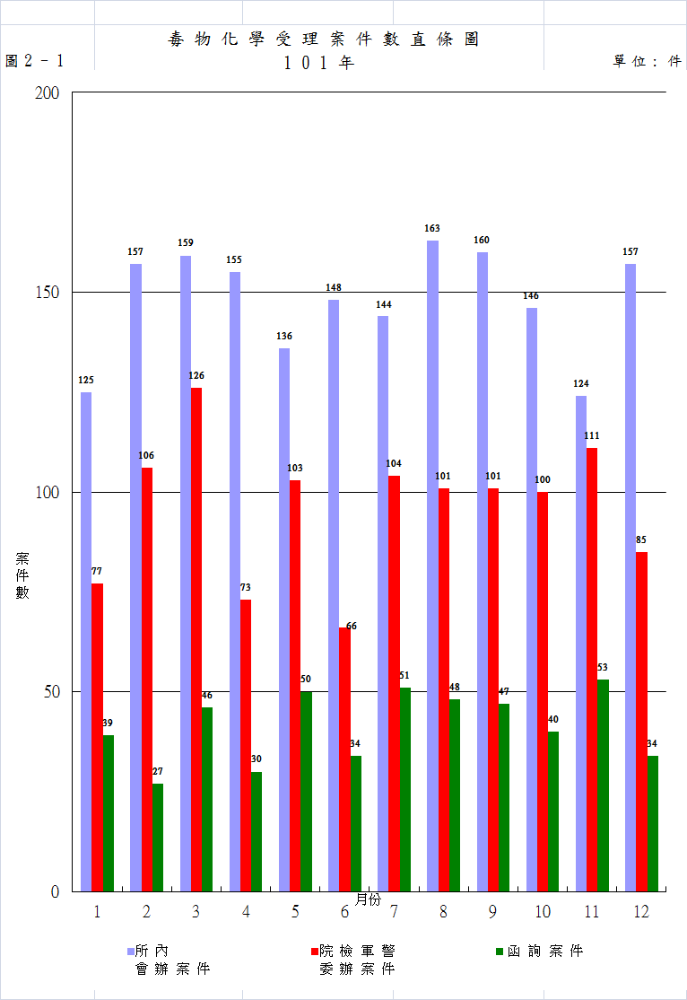 毒物化學受理案件數直條圖
圖2-1
101年
單位：件
200
150
100
50
0
案件數
125 157 159 155 136 148 144 163 160 146 124 157
77 106 126 73 103 66 104 101 101 100 111 85
39 27 46 30 50 34 51 48 47 40 53 34
1 2 3 4 5 6 7 8 9 10 11 12
月份
所內會辦案件
院檢軍警委辦案件
函詢案件